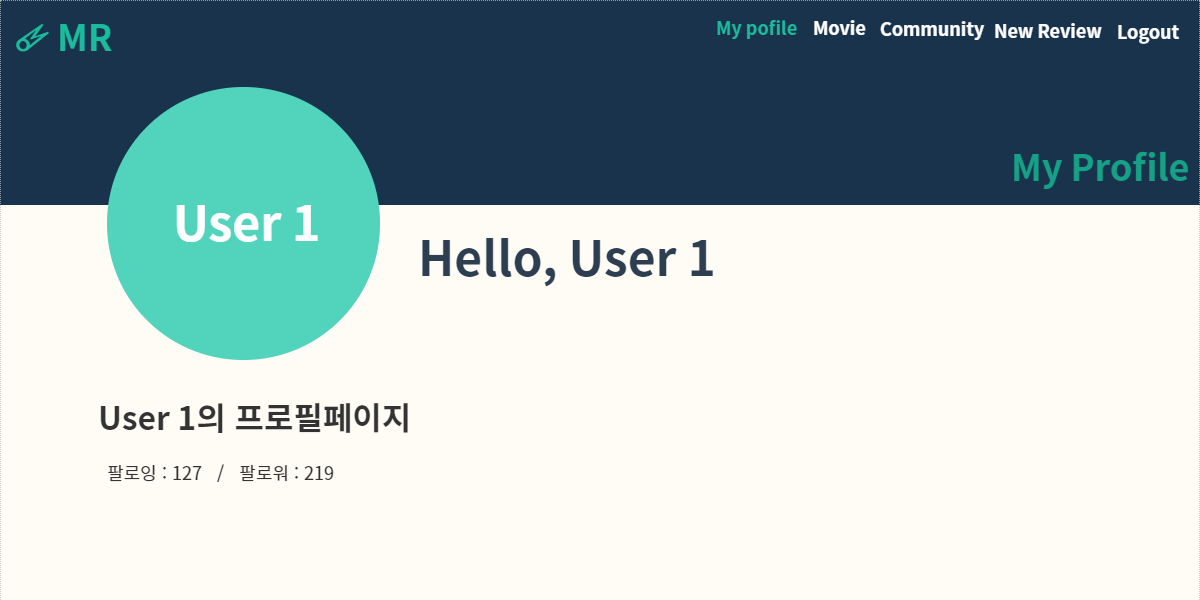 MR
My pofile Movie Community New Review Logout
My Profile
User 1
Hello, User 1
User 1의 프로필페이지
팔로잉 : 127 / 팔로워 : 219